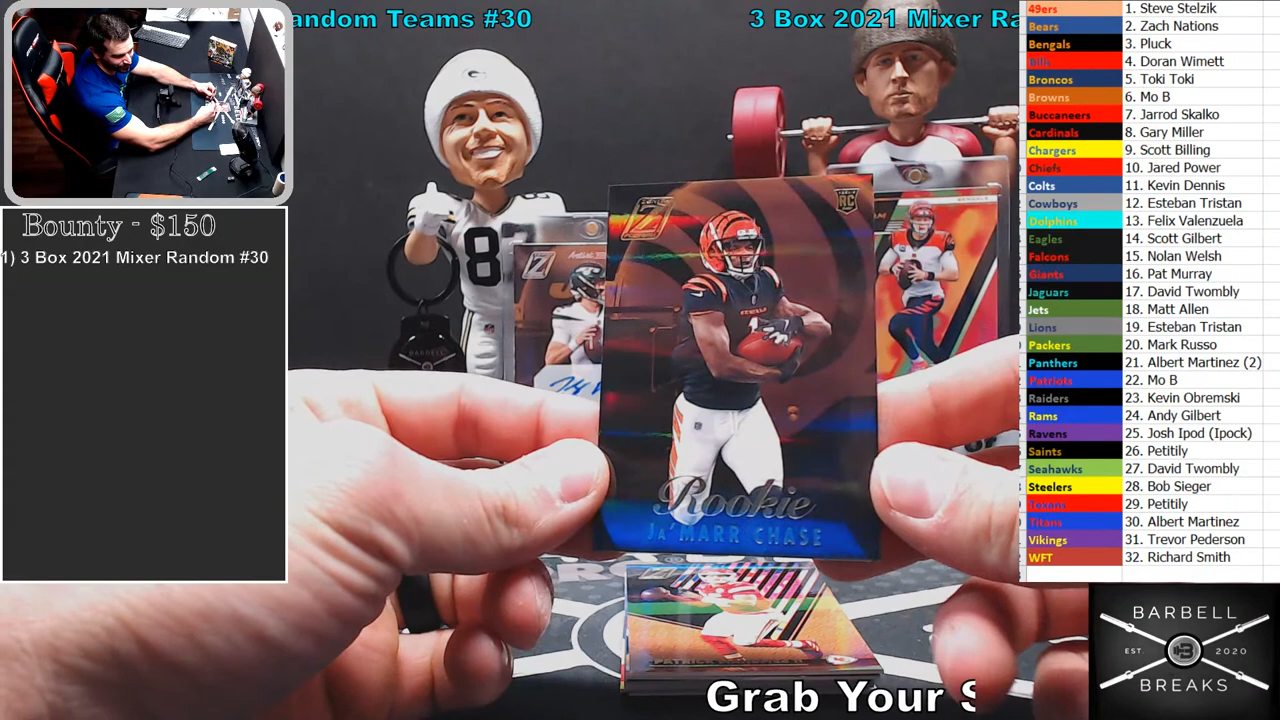 andom Teams #30
3 Box 2021 Mixer Ra
Bounty - $150
1) 3 Box 2021 Mixer Random #30
49ers 1. Steve Stelzik
Bears 2. Zach Nations
Bengals 3. Pluck
Bills 4. Doran Wimett
Broncos 5. Toki Toki
Browns 6. Mo B
Buccaneers 7. Jarrod Skalko
Cardinals 8. Gary Miller
Chargers 9. Scott Billing
Chiefs 10. Jared Power
Colts 11. Kevin Dennis
Cowboys 12. Esteban Tristan
Dolphins 13. Felix Valenzuela
Eagles 14. Scott Gilbert
Falcons 15. Nolan Welsh
Giants 16. Pat Murray
Jaguars 17. David Twombly
Jets 18. Matt Allen
Lions 19. Esteban Tristan
Packers 20. Mark Russo
Panthers 21. Albert Martinez (2)
Patriots 22. Mo B
Raiders 23. Kevin Obremski
Rams 24. Andy Gilbert
Ravens 25. Josh Ipod (Ipock)
Saints 26. Petitily
Seahawks 27. David Twombly
Steelers 28. Bob Sieger
Texans 29. Petitily
Titans 30. Albert Martinez
Vikings 31. Trevor Pederson
WFT 32. Richard Smith
8
BARBELL
RC
Rookie
JA'MARR CHASE
PATRICK
Grab Your S
BARBELL
EST. 2020
BREAKS